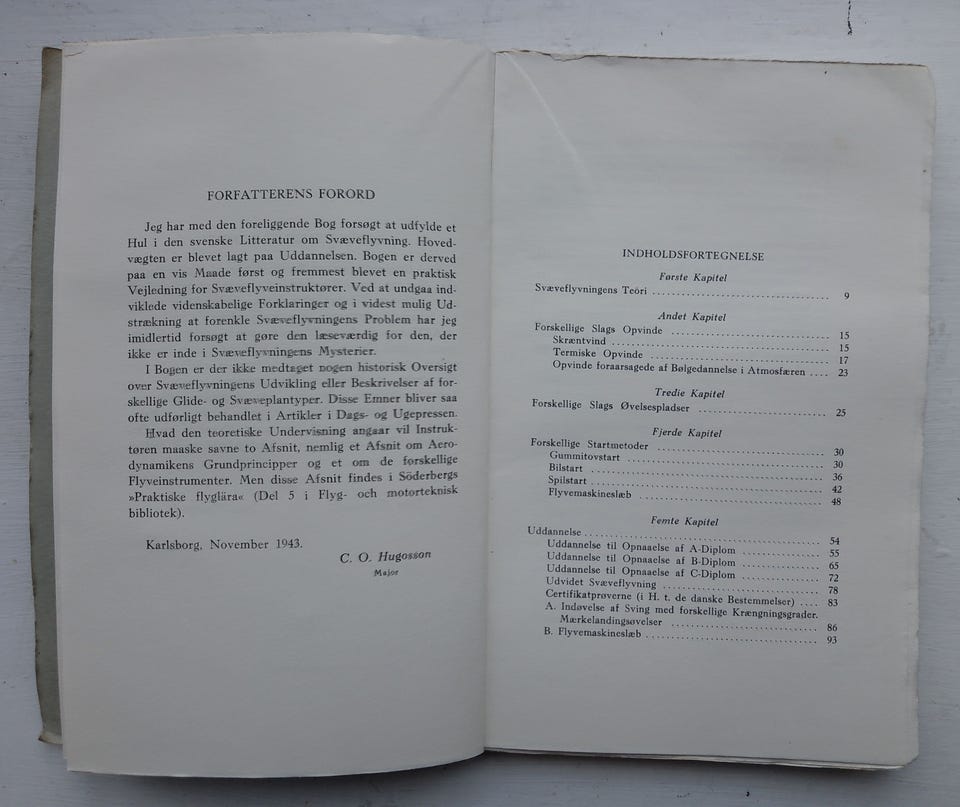 FORFATTERENS FORORD
Jeg har med den foreliggende Bog forsøgt at udfylde et
Hul i den svenske Litteratur om Svæveflyvning. Hoved-
vægten er blevet lagt paa Uddannelsen. Bogen er derved
paa en vis Maade først og fremmest blevet en praktisk
Vejledning for Svæveflyveinstruktører. Ved at undgaa ind-
viklede videnskabelige Forklaringer og i videst mulig Ud-
strækning at forenkle Svæveflyvningens Problem har jeg
imidlertid forsøgt at gøre den læseværdig for den, der
ikke er inde i Svæveflyvningens Mysterier.
I Bogen er der ikke medtaget nogen historisk Oversigt
over Svæveflyvningens Udvikling eller Beskrivelser af for-
skellige Glide- og Svæveplantyper. Disse Emner bliver saa
ofte udførligt behandlet i Artikler i Dags- og Ugepressen.
Hvad den teoretiske Undervisning angaar vil Instruk-
tøren maaske savne to Afsnit, nemlig et Afsnit om Aero-
dynamikens Grundprincipper og et om de forskellige
Flyveinstrumenter. Men disse Afsnit findes i Söderbergs
»Praktiske flyglära« (Del 5 i Flyg- och motorteknisk
bibliotek).
Karlsborg, November 1943.
C. O. Hugosson
Major
INDHOLDSFORTEGNELSE
Første Kapitel
Svæveflyvningens Teöri 9
Andet Kapitel
Forskellige Slags Opvinde 15
Skræntvind 15
Termiske Opvinde 17
Opvinde foraarsagede af Bølgedannelse i Atmosfæren 23
Tredie Kapitel
Forskellige Slags Øvelsespladser 25
Fjerde Kapitel
Forskellige Startmetoder 30
Gummitovstart 30
Bilstart 36
Spilstart 42
Flyvemaskineslæb 48
Femte Kapitel
Uddannelse 54
Uddannelse til Opnaaelse af A-Diplom 55
Uddannelse til Opnaaelse af B-Diplom 65
Uddannelse til Opnaaelse af C-Diplom 72
Udvidet Svæveflyvning 78
Certifikatprøverne (i H. t. de danske Bestemmelser) 83
A. Indøvelse af Sving med forskellige Krængningsgrader.
Mærkelandingsøvelser 86
B. Flyvemaskineslæb 93